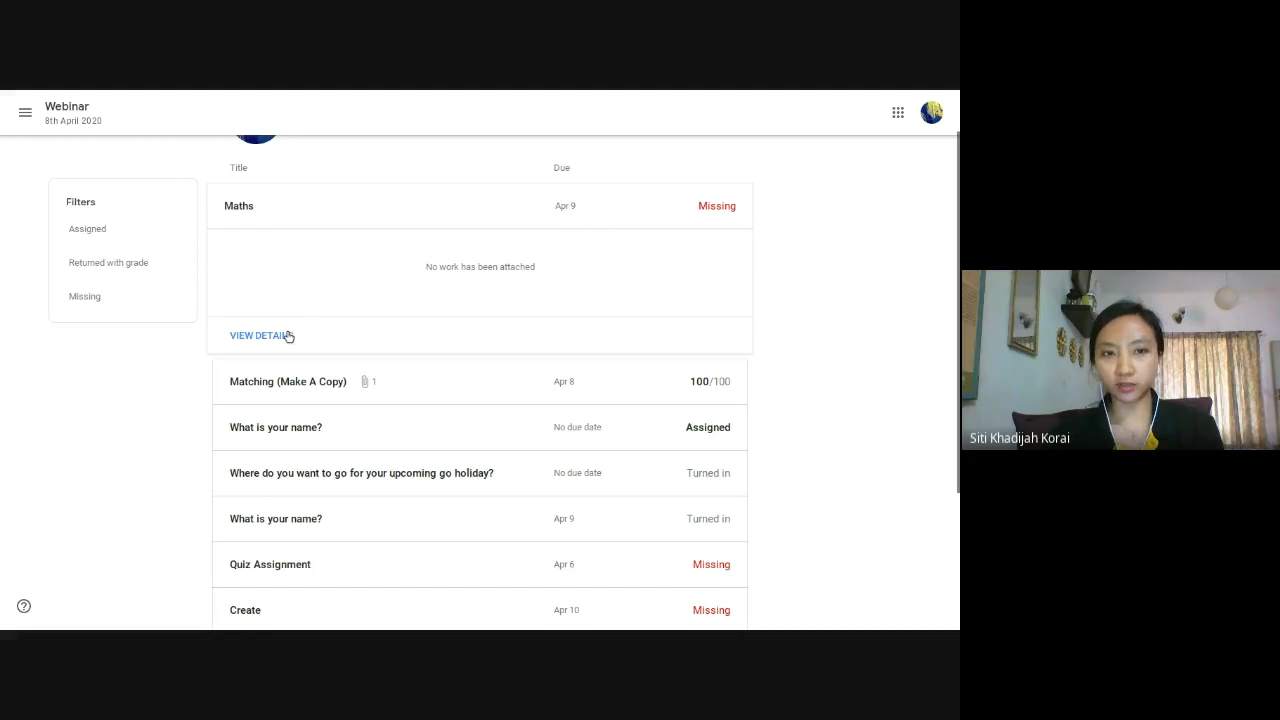 Webinar
8th April 2020
Title Due
Filters
Assigned
Returned with grade
Missing
Maths Apr 9 Missing
No work has been attached
VIEW DETAILS
Matching (Make A Copy) 1 Apr 8 100/100
What is your name? No due date Assigned
Where do you want to go for your upcoming go holiday? No due date Turned in
What is your name? Apr 9 Turned in
Quiz Assignment Apr 6 Missing
Create Apr 10 Missing
Siti Khadijah Korai